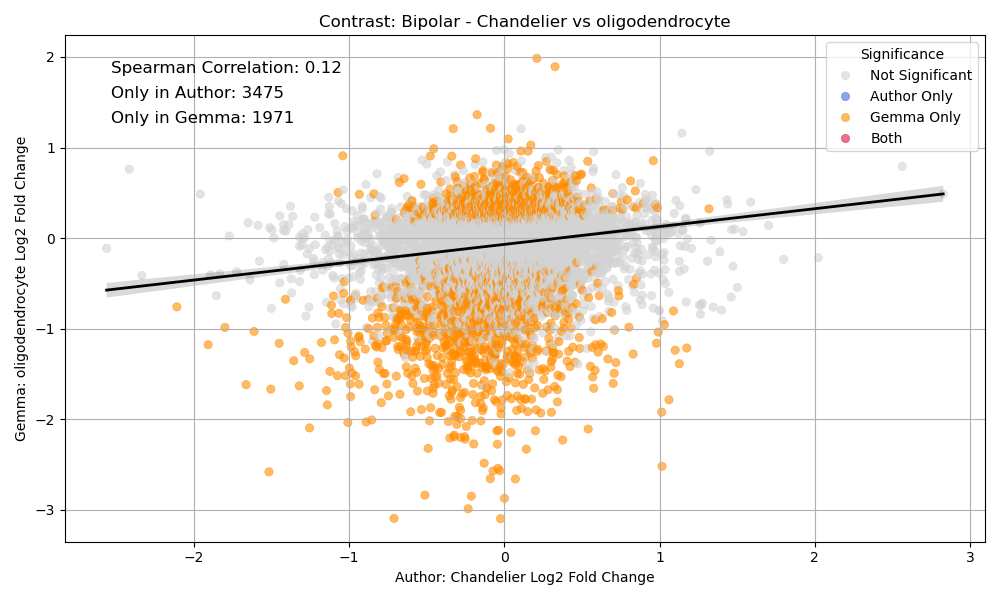 Contrast: Bipolar - Chandelier vs oligodendrocyte
Spearman Correlation: 0.12
Only in Author: 3475
Only in Gemma: 1971
Significance
Not Significant
Author Only
Gemma Only
Both
Gemma: oligodendrocyte Log2 Fold Change
2
1
0
−1
−2
−3
−2
−1
0
1
2
3
Author: Chandelier Log2 Fold Change